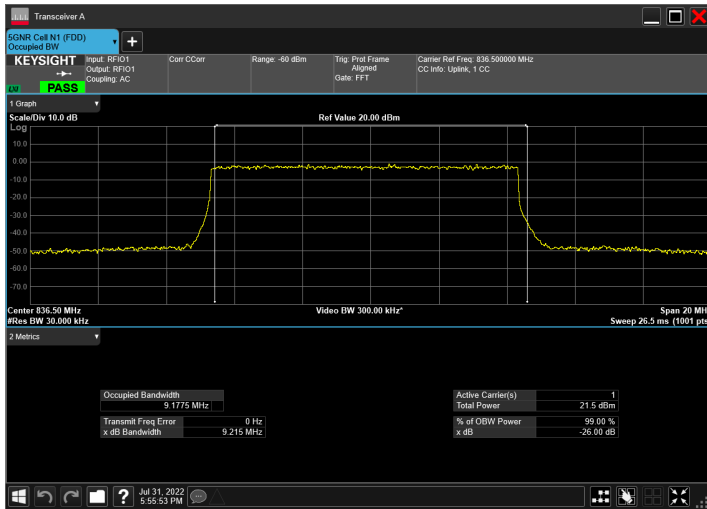 Transceiver A
5GNR Cell N1 (FDD)
Occupied BW
KEYSIGHT
LXI
PASS
Input: RFIO1
Output: RFIO1
Coupling: AC
Corr CCorr
Range: -60 dBm
Trig: Prot Frame
Aligned
Gate: FFT
Carrier Ref Freq: 836.500000 MHz
CC Info: Uplink, 1 CC
1 Graph
Scale/Div 10.0 dB
Ref Value 20.00 dBm
Log
10.0
0.00
-10.0
-20.0
-30.0
-40.0
-50.0
-60.0
-70.0
Center 836.50 MHz
Video BW 300.00 kHz*
Span 20 MH
#Res BW 30.000 kHz
Sweep 26.5 ms (1001 pts
2 Metrics
Occupied Bandwidth
9.1775 MHz
Transmit Freq Error 0 Hz
x dB Bandwidth 9.215 MHz
Active Carrier(s) 1
Total Power 21.5 dBm
% of OBW Power 99.00 %
x dB -26.00 dB
?
Jul 31, 2022
5:55:53 PM